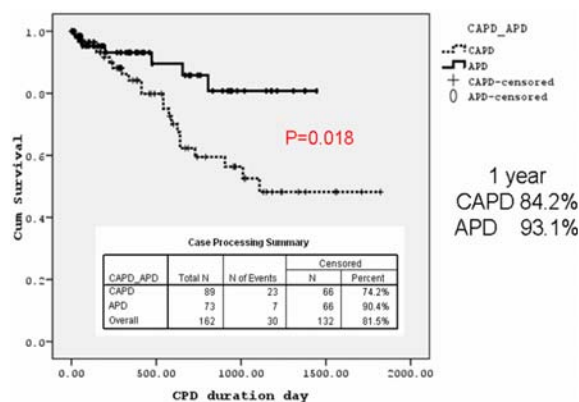 CAPD_APD
CAPD
APD
CAPD-censored
APD-censored
Cum Survival
1.0
0.8
0.6
0.4
0.2
0.0
P=0.018
1 year
CAPD 84.2%
APD 93.1%
Case Processing Summary
Censored
CAPD_APD Total N N of Events N Percent
CAPD 89 23 66 74.2%
APD 73 7 66 90.4%
Overall 162 30 132 81.5%
0.00 500.00 1000.00 1500.00 2000.00
CPD duration day